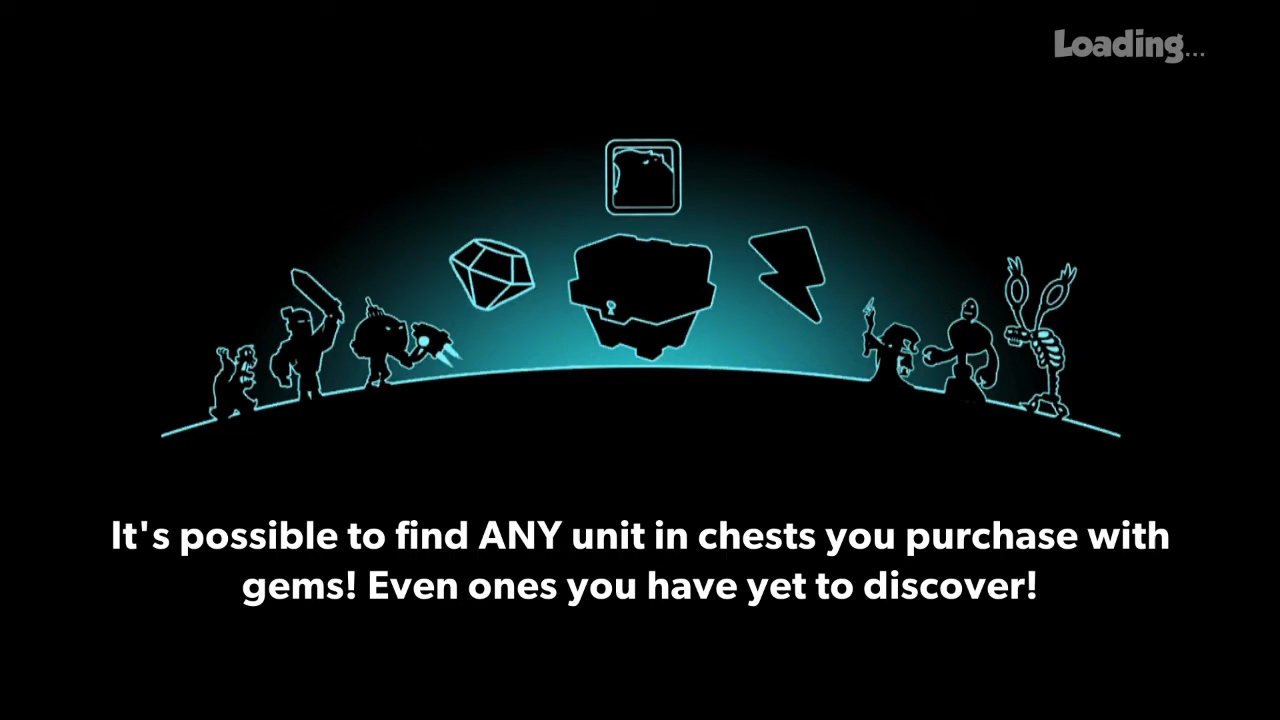 Loading...
It's possible to find ANY unit in chests you purchase with
gems! Even ones you have yet to discover!